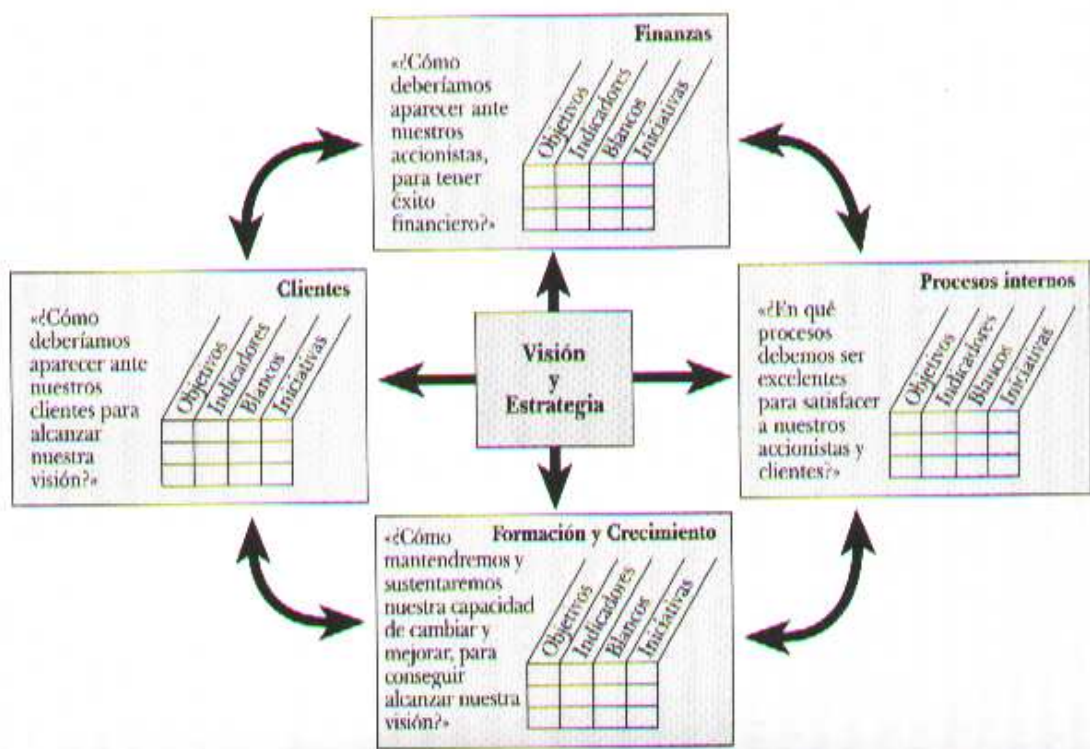 Finanzas
«¿Cómo
deberíamos
aparecer ante
nuestros
accionistas,
para tener
éxito
financiero?»
Objetivos
Indicadores
Blancos
Iniciativas
Clientes
«¿Cómo
deberíamos
aparecer ante
nuestros
clientes para
alcanzar
nuestra
visión?»
Objetivos
Indicadores
Blancos
Iniciativas
Visión
y
Estrategia
Procesos internos
«¿En qué
procesos
debemos ser
excelentes
para satisfacer
a nuestros
accionistas y
clientes?»
Objetivos
Indicadores
Blancos
Iniciativas
Formación y Crecimiento
«¿Cómo
mantendremos y
sustentaremos
nuestra capacidad
de cambiar y
mejorar, para
conseguir
alcanzar nuestra
visión?»
Objetivos
Indicadores
Blancos
Iniciativas